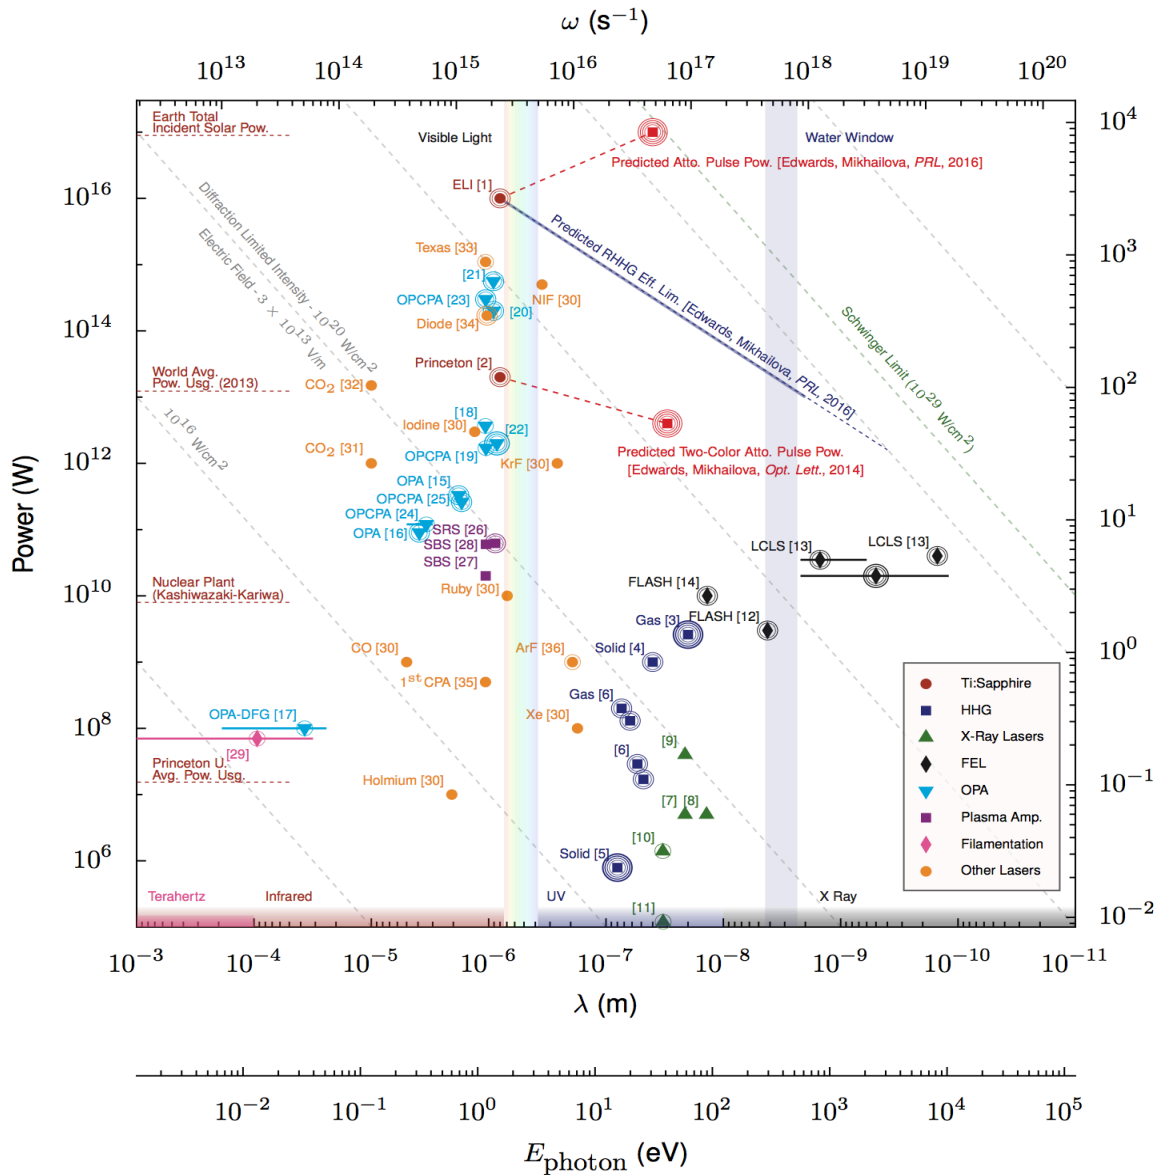 ω (s⁻¹)
10¹³ 10¹⁴ 10¹⁵ 10¹⁶ 10¹⁷ 10¹⁸ 10¹⁹ 10²⁰
Earth Total
Incident Solar Pow.
Visible Light
Water Window
Predicted Atto. Pulse Pow. [Edwards, Mikhailova, PRL, 2016]
ELI [1]
Diffraction Limited Intensity - 10²⁰ W/cm²
Electric Field - 3 × 10¹³ V/m
Predicted RHHG Eff. Lim. [Edwards, Mikhailova, PRL, 2016]
Schwinger Limit (10²⁹ W/cm²)
Texas [33]
[21]
OPCPA [23]
NIF [30]
[20]
Diode [34]
Princeton [2]
World Avg.
Pow. Usg. (2013)
CO₂ [32]
10¹⁶ W/cm²
[18]
Iodine [30]
[22]
CO₂ [31]
OPCPA [19]
KrF [30]
Predicted Two-Color Atto. Pulse Pow.
[Edwards, Mikhailova, Opt. Lett., 2014]
OPA [15]
OPCPA [25]
OPCPA [24]
OPA [16]
SRS [26]
SBS [28]
SBS [27]
LCLS [13]
LCLS [13]
Nuclear Plant
(Kashiwazaki-Kariwa)
Ruby [30]
FLASH [14]
FLASH [12]
Gas [3]
CO [30]
ArF [36]
Solid [4]
1ˢᵗ CPA [35]
Gas [6]
OPA-DFG [17]
Xe [30]
[29]
[9]
[6]
Princeton U.
Avg. Pow. Usg.
Holmium [30]
[7] [8]
[10]
Solid [5]
[11]
Terahertz
Infrared
UV
X Ray
Ti:Sapphire
HHG
X-Ray Lasers
FEL
OPA
Plasma Amp.
Filamentation
Other Lasers
Power (W)
10¹⁶
10¹⁴
10¹²
10¹⁰
10⁸
10⁶
10⁴
10³
10²
10¹
10⁰
10⁻¹
10⁻²
10⁻³ 10⁻⁴ 10⁻⁵ 10⁻⁶ 10⁻⁷ 10⁻⁸ 10⁻⁹ 10⁻¹⁰ 10⁻¹¹
λ (m)
10⁻² 10⁻¹ 10⁰ 10¹ 10² 10³ 10⁴ 10⁵
E_photon (eV)